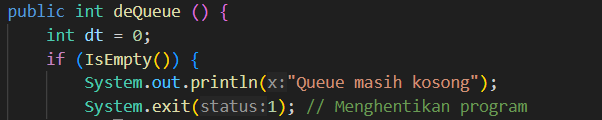 public int deQueue () {
int dt = 0;
if (IsEmpty()) {
System.out.println(x:"Queue masih kosong");
System.exit(status:1); // Menghentikan program